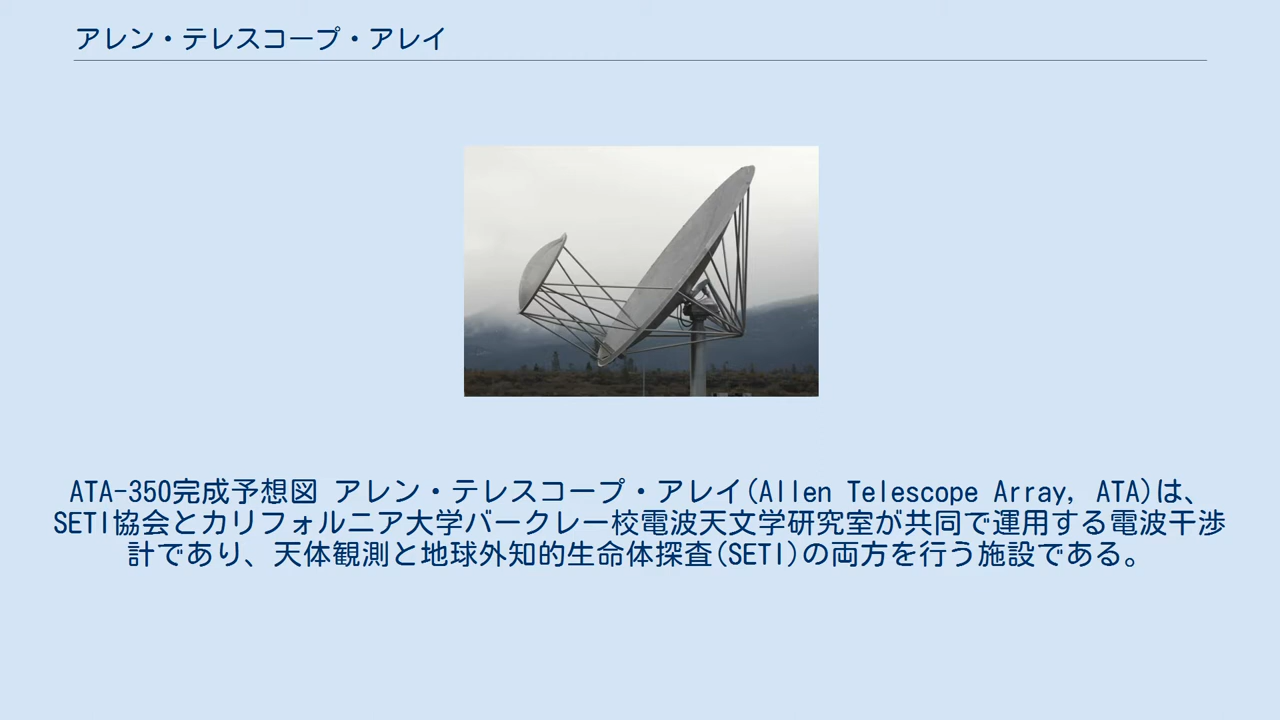 アレン・テレスコープ・アレイ
ATA-350完成予想図 アレン・テレスコープ・アレイ(Allen Telescope Array, ATA)は、
SETI協会とカリフォルニア大学バークレー校電波天文学研究室が共同で運用する電波干渉
計であり、天体観測と地球外知的生命体探査(SETI)の両方を行う施設である。